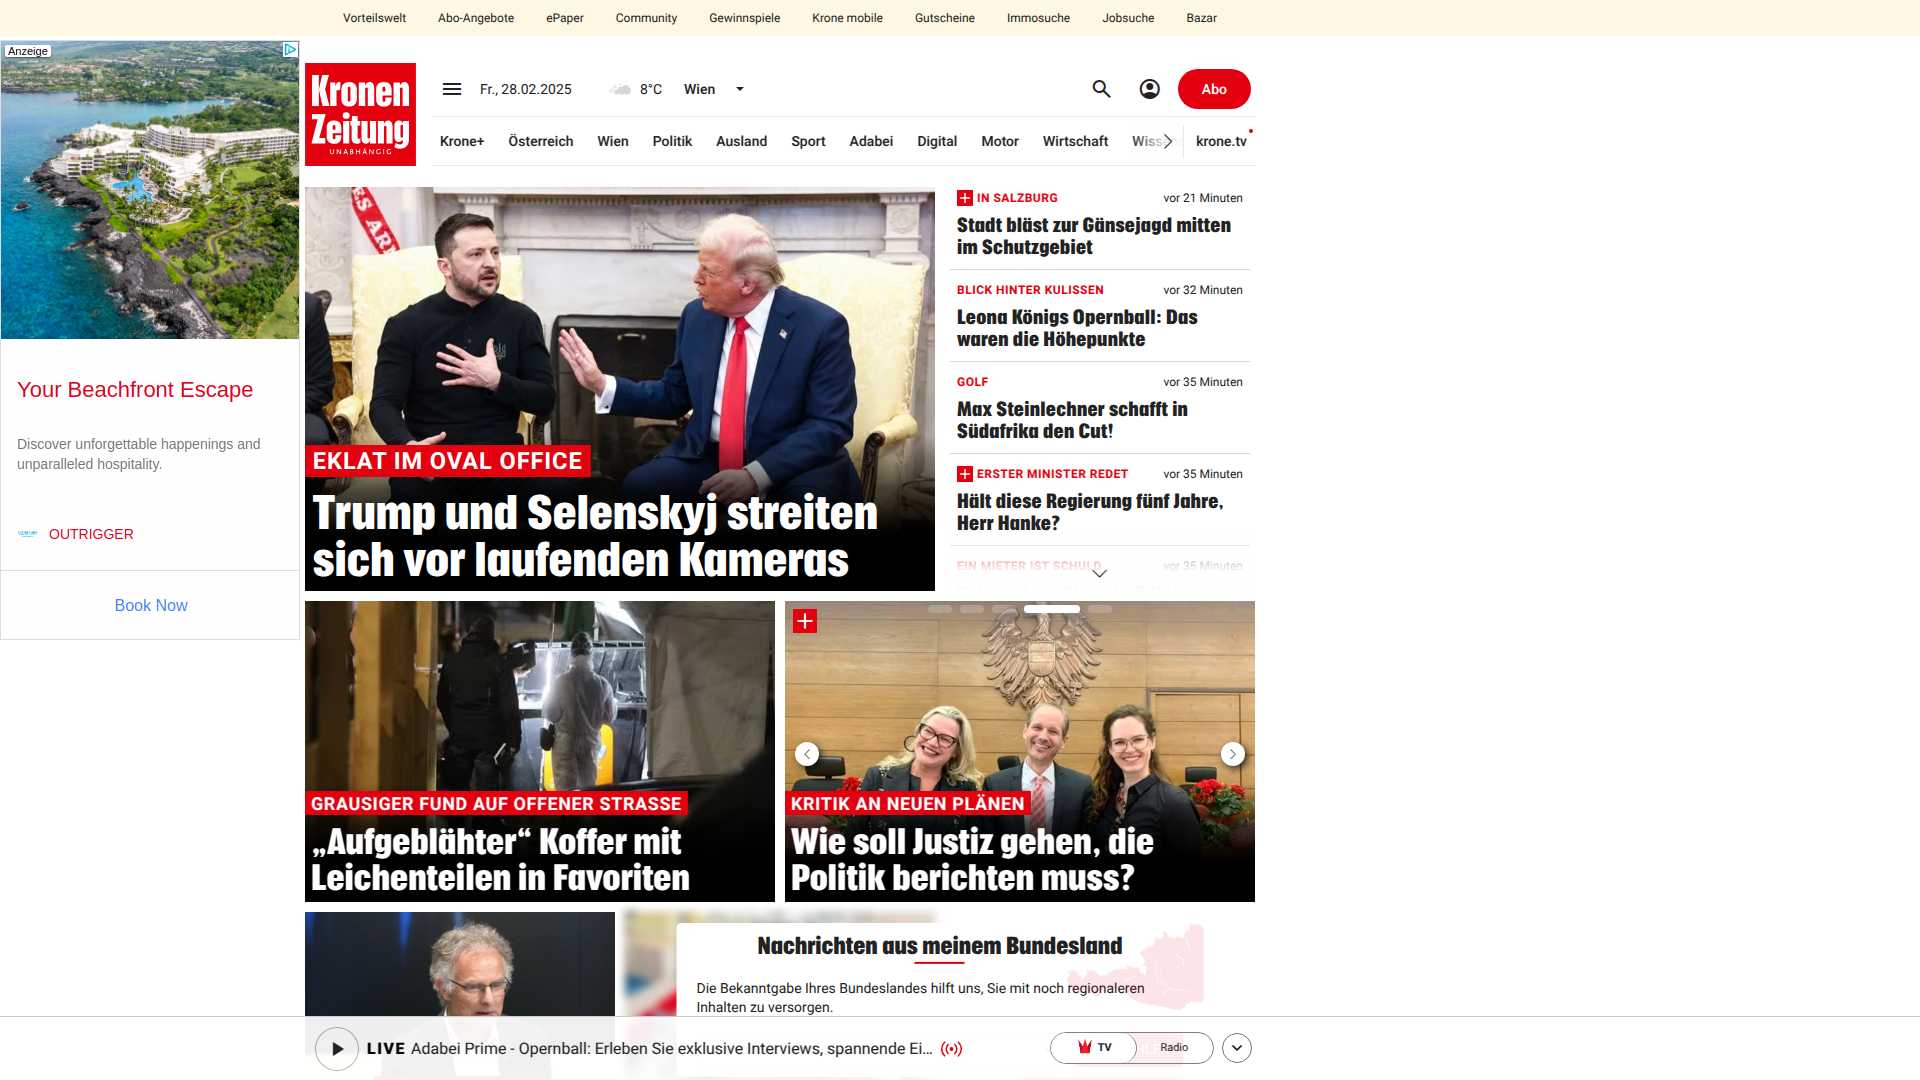 Vorteilswelt
Abo-Angebote
ePaper
Community
Gewinnspiele
Krone mobile
Gutscheine
Immosuche
Jobsuche
Bazar
Anzeige
Your Beachfront Escape
Discover unforgettable happenings and
unparalleled hospitality.
OUTRIGGER
Book Now
Kronen
Zeitung
UNABHÄNGIG
Fr., 28.02.2025
8°C
Wien
Abo
Krone+
Österreich
Wien
Politik
Ausland
Sport
Adabei
Digital
Motor
Wirtschaft
Wiss
krone.tv
EKLAT IM OVAL OFFICE
Trump und Selenskyj streiten
sich vor laufenden Kameras
IN SALZBURG
vor 21 Minuten
Stadt bläst zur Gänsejagd mitten
im Schutzgebiet
BLICK HINTER KULISSEN
vor 32 Minuten
Leona Königs Opernball: Das
waren die Höhepunkte
GOLF
vor 35 Minuten
Max Steinlechner schafft in
Südafrika den Cut!
ERSTER MINISTER REDET
vor 35 Minuten
Hält diese Regierung fünf Jahre,
Herr Hanke?
EIN MIETER IST SCHULD
vor 35 Minuten
GRAUSIGER FUND AUF OFFENER STRASSE
„Aufgeblähter“ Koffer mit
Leichenteilen in Favoriten
KRITIK AN NEUEN PLÄNEN
Wie soll Justiz gehen, die
Politik berichten muss?
Nachrichten aus meinem Bundesland
Die Bekanntgabe Ihres Bundeslandes hilft uns, Sie mit noch regionaleren
Inhalten zu versorgen.
LIVE Adabei Prime - Opernball: Erleben Sie exklusive Interviews, spannende Ei...
TV
Radio